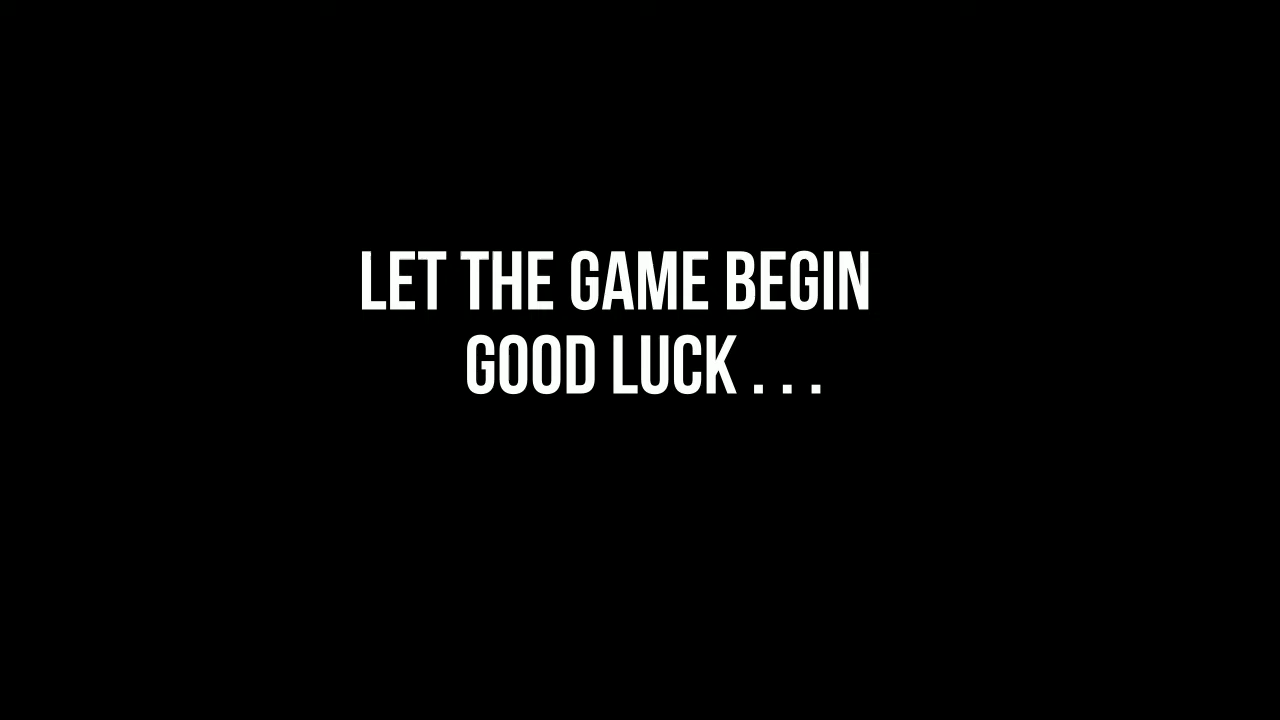 LET THE GAME BEGIN
GOOD LUCK . . .